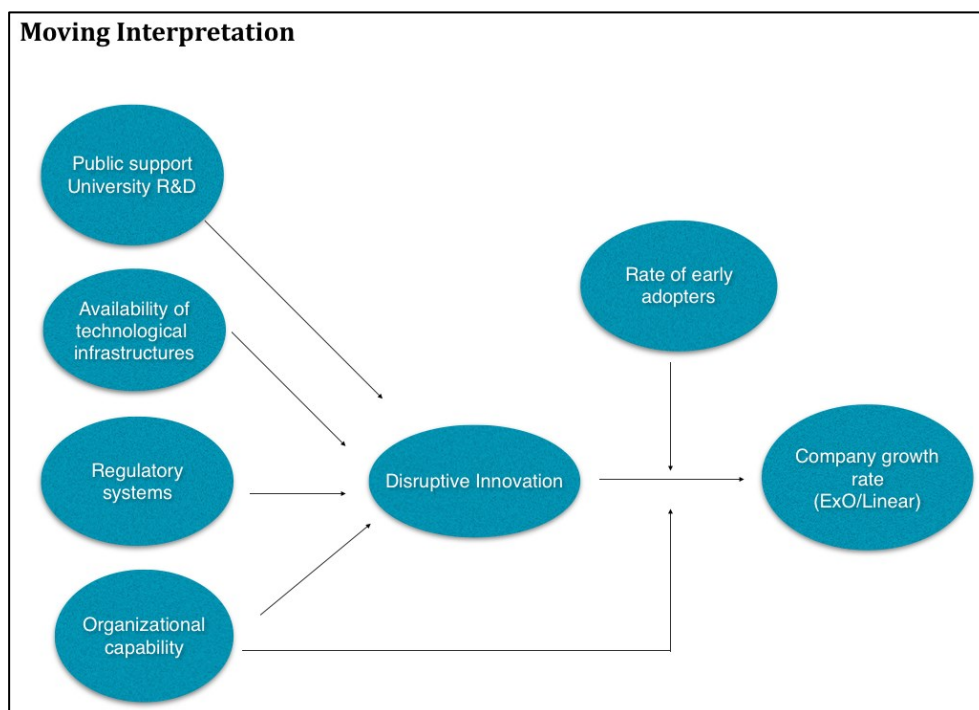 Moving Interpretation
Public support
University R&D
Availability of
technological
infrastructures
Regulatory
systems
Organizational
capability
Disruptive Innovation
Rate of early
adopters
Company growth
rate
(ExO/Linear)